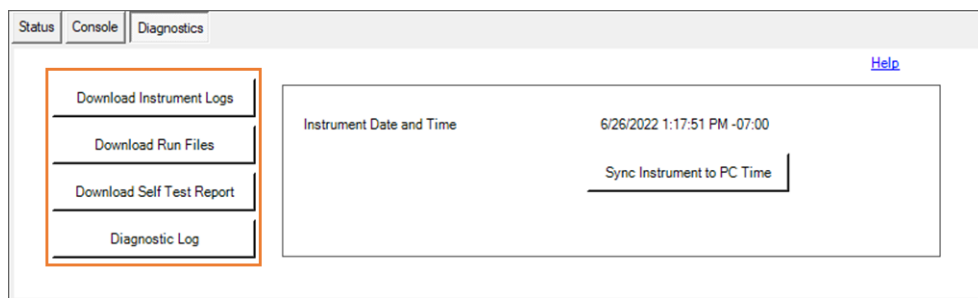 Status Console Diagnostics
Help
Download Instrument Logs
Download Run Files
Download Self Test Report
Diagnostic Log
Instrument Date and Time 6/26/2022 1:17:51 PM -07:00
Sync Instrument to PC Time